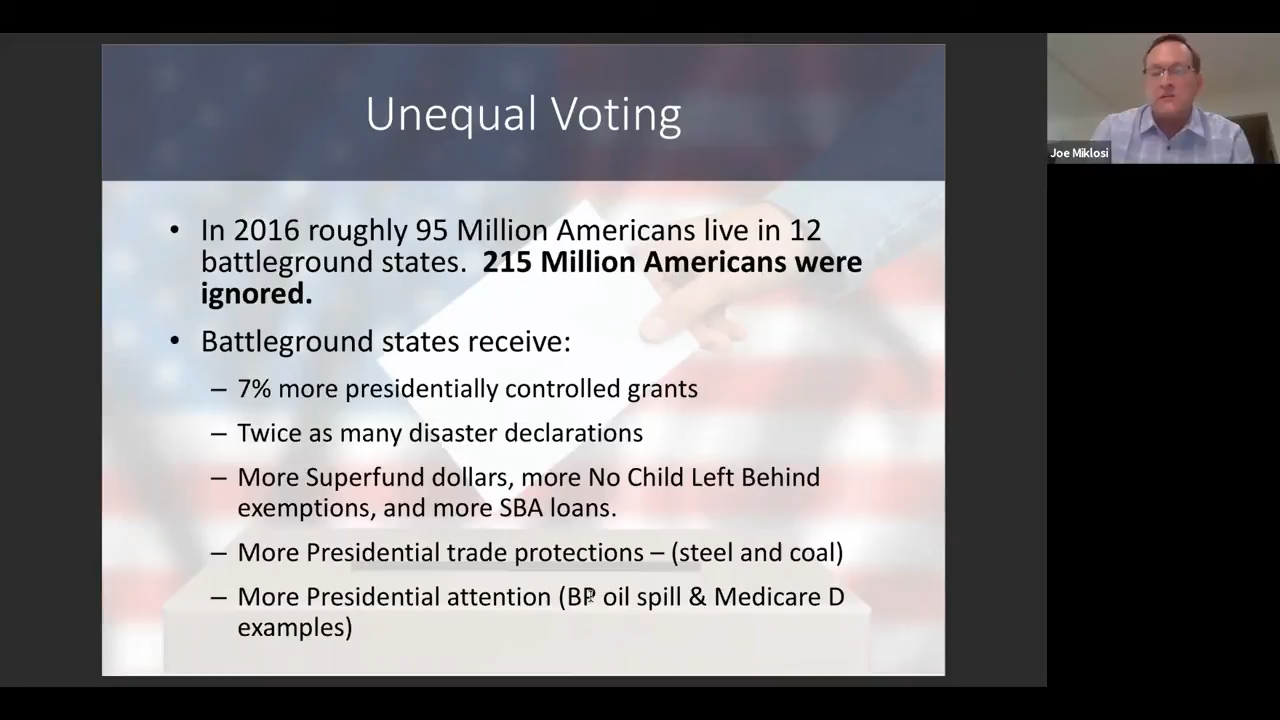 Unequal Voting
• In 2016 roughly 95 Million Americans live in 12
battleground states.  215 Million Americans were
ignored.
• Battleground states receive:
– 7% more presidentially controlled grants
– Twice as many disaster declarations
– More Superfund dollars, more No Child Left Behind
exemptions, and more SBA loans.
– More Presidential trade protections – (steel and coal)
– More Presidential attention (BP oil spill & Medicare D
examples)
Joe Miklosi